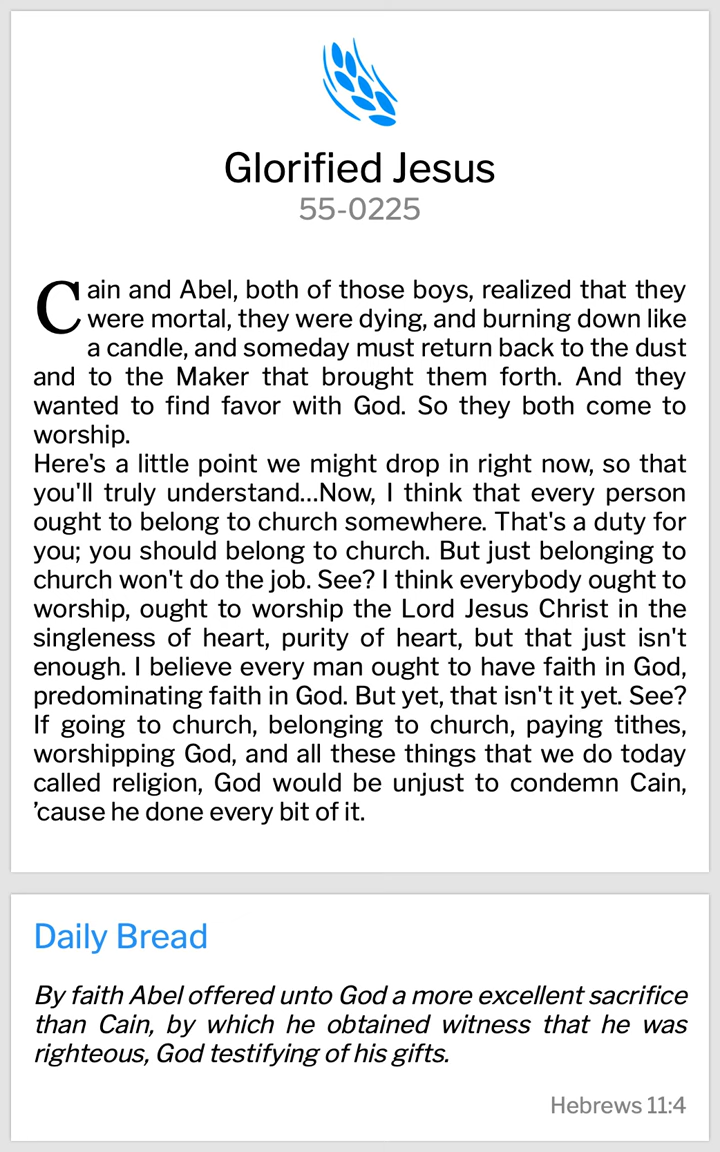 Glorified Jesus
55-0225
Cain and Abel, both of those boys, realized that they
were mortal, they were dying, and burning down like
a candle, and someday must return back to the dust
and to the Maker that brought them forth. And they
wanted to find favor with God. So they both come to
worship.
Here's a little point we might drop in right now, so that
you'll truly understand...Now, I think that every person
ought to belong to church somewhere. That's a duty for
you; you should belong to church. But just belonging to
church won't do the job. See? I think everybody ought to
worship, ought to worship the Lord Jesus Christ in the
singleness of heart, purity of heart, but that just isn't
enough. I believe every man ought to have faith in God,
predominating faith in God. But yet, that isn't it yet. See?
If going to church, belonging to church, paying tithes,
worshipping God, and all these things that we do today
called religion, God would be unjust to condemn Cain,
’cause he done every bit of it.
Daily Bread
By faith Abel offered unto God a more excellent sacrifice
than Cain, by which he obtained witness that he was
righteous, God testifying of his gifts.
Hebrews 11:4